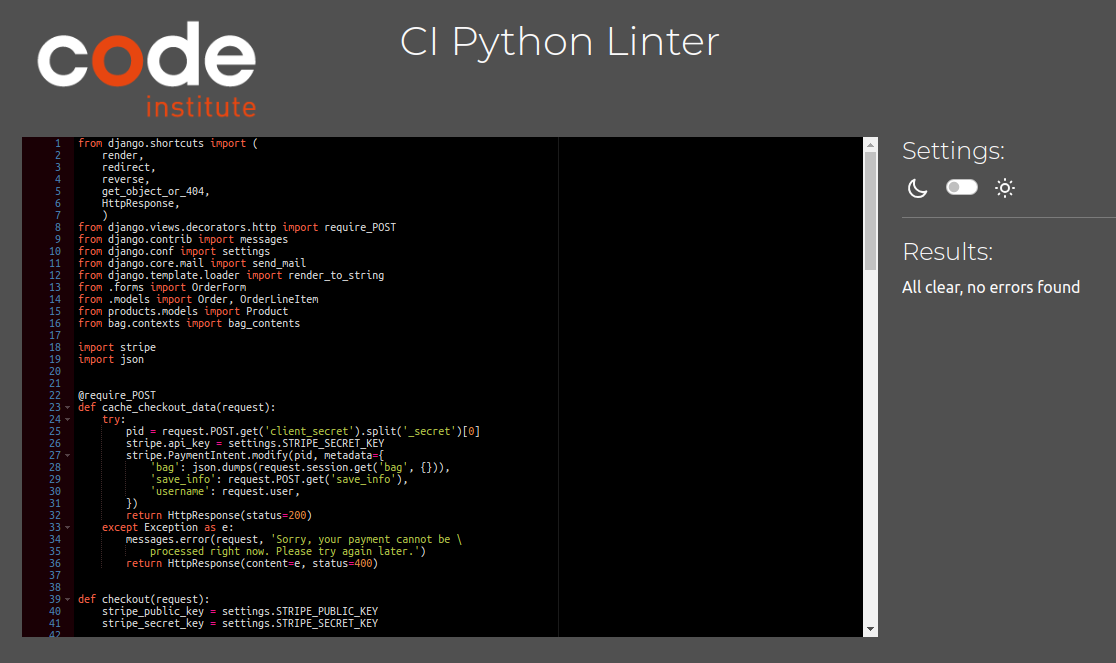 code
institute
CI Python Linter
1 from django.shortcuts import (
2     render,
3     redirect,
4     reverse,
5     get_object_or_404,
6     HttpResponse,
7     )
8 from django.views.decorators.http import require_POST
9 from django.contrib import messages
10 from django.conf import settings
11 from django.core.mail import send_mail
12 from django.template.loader import render_to_string
13 from .forms import OrderForm
14 from .models import Order, OrderLineItem
15 from products.models import Product
16 from bag.contexts import bag_contents
17
18 import stripe
19 import json
20
21
22 @require_POST
23 def cache_checkout_data(request):
24     try:
25         pid = request.POST.get('client_secret').split('_secret')[0]
26         stripe.api_key = settings.STRIPE_SECRET_KEY
27         stripe.PaymentIntent.modify(pid, metadata={
28             'bag': json.dumps(request.session.get('bag', {})),
29             'save_info': request.POST.get('save_info'),
30             'username': request.user,
31         })
32         return HttpResponse(status=200)
33     except Exception as e:
34         messages.error(request, 'Sorry, your payment cannot be \
35             processed right now. Please try again later.')
36         return HttpResponse(content=e, status=400)
37
38
39 def checkout(request):
40     stripe_public_key = settings.STRIPE_PUBLIC_KEY
41     stripe_secret_key = settings.STRIPE_SECRET_KEY
42
Settings:
Results:
All clear, no errors found